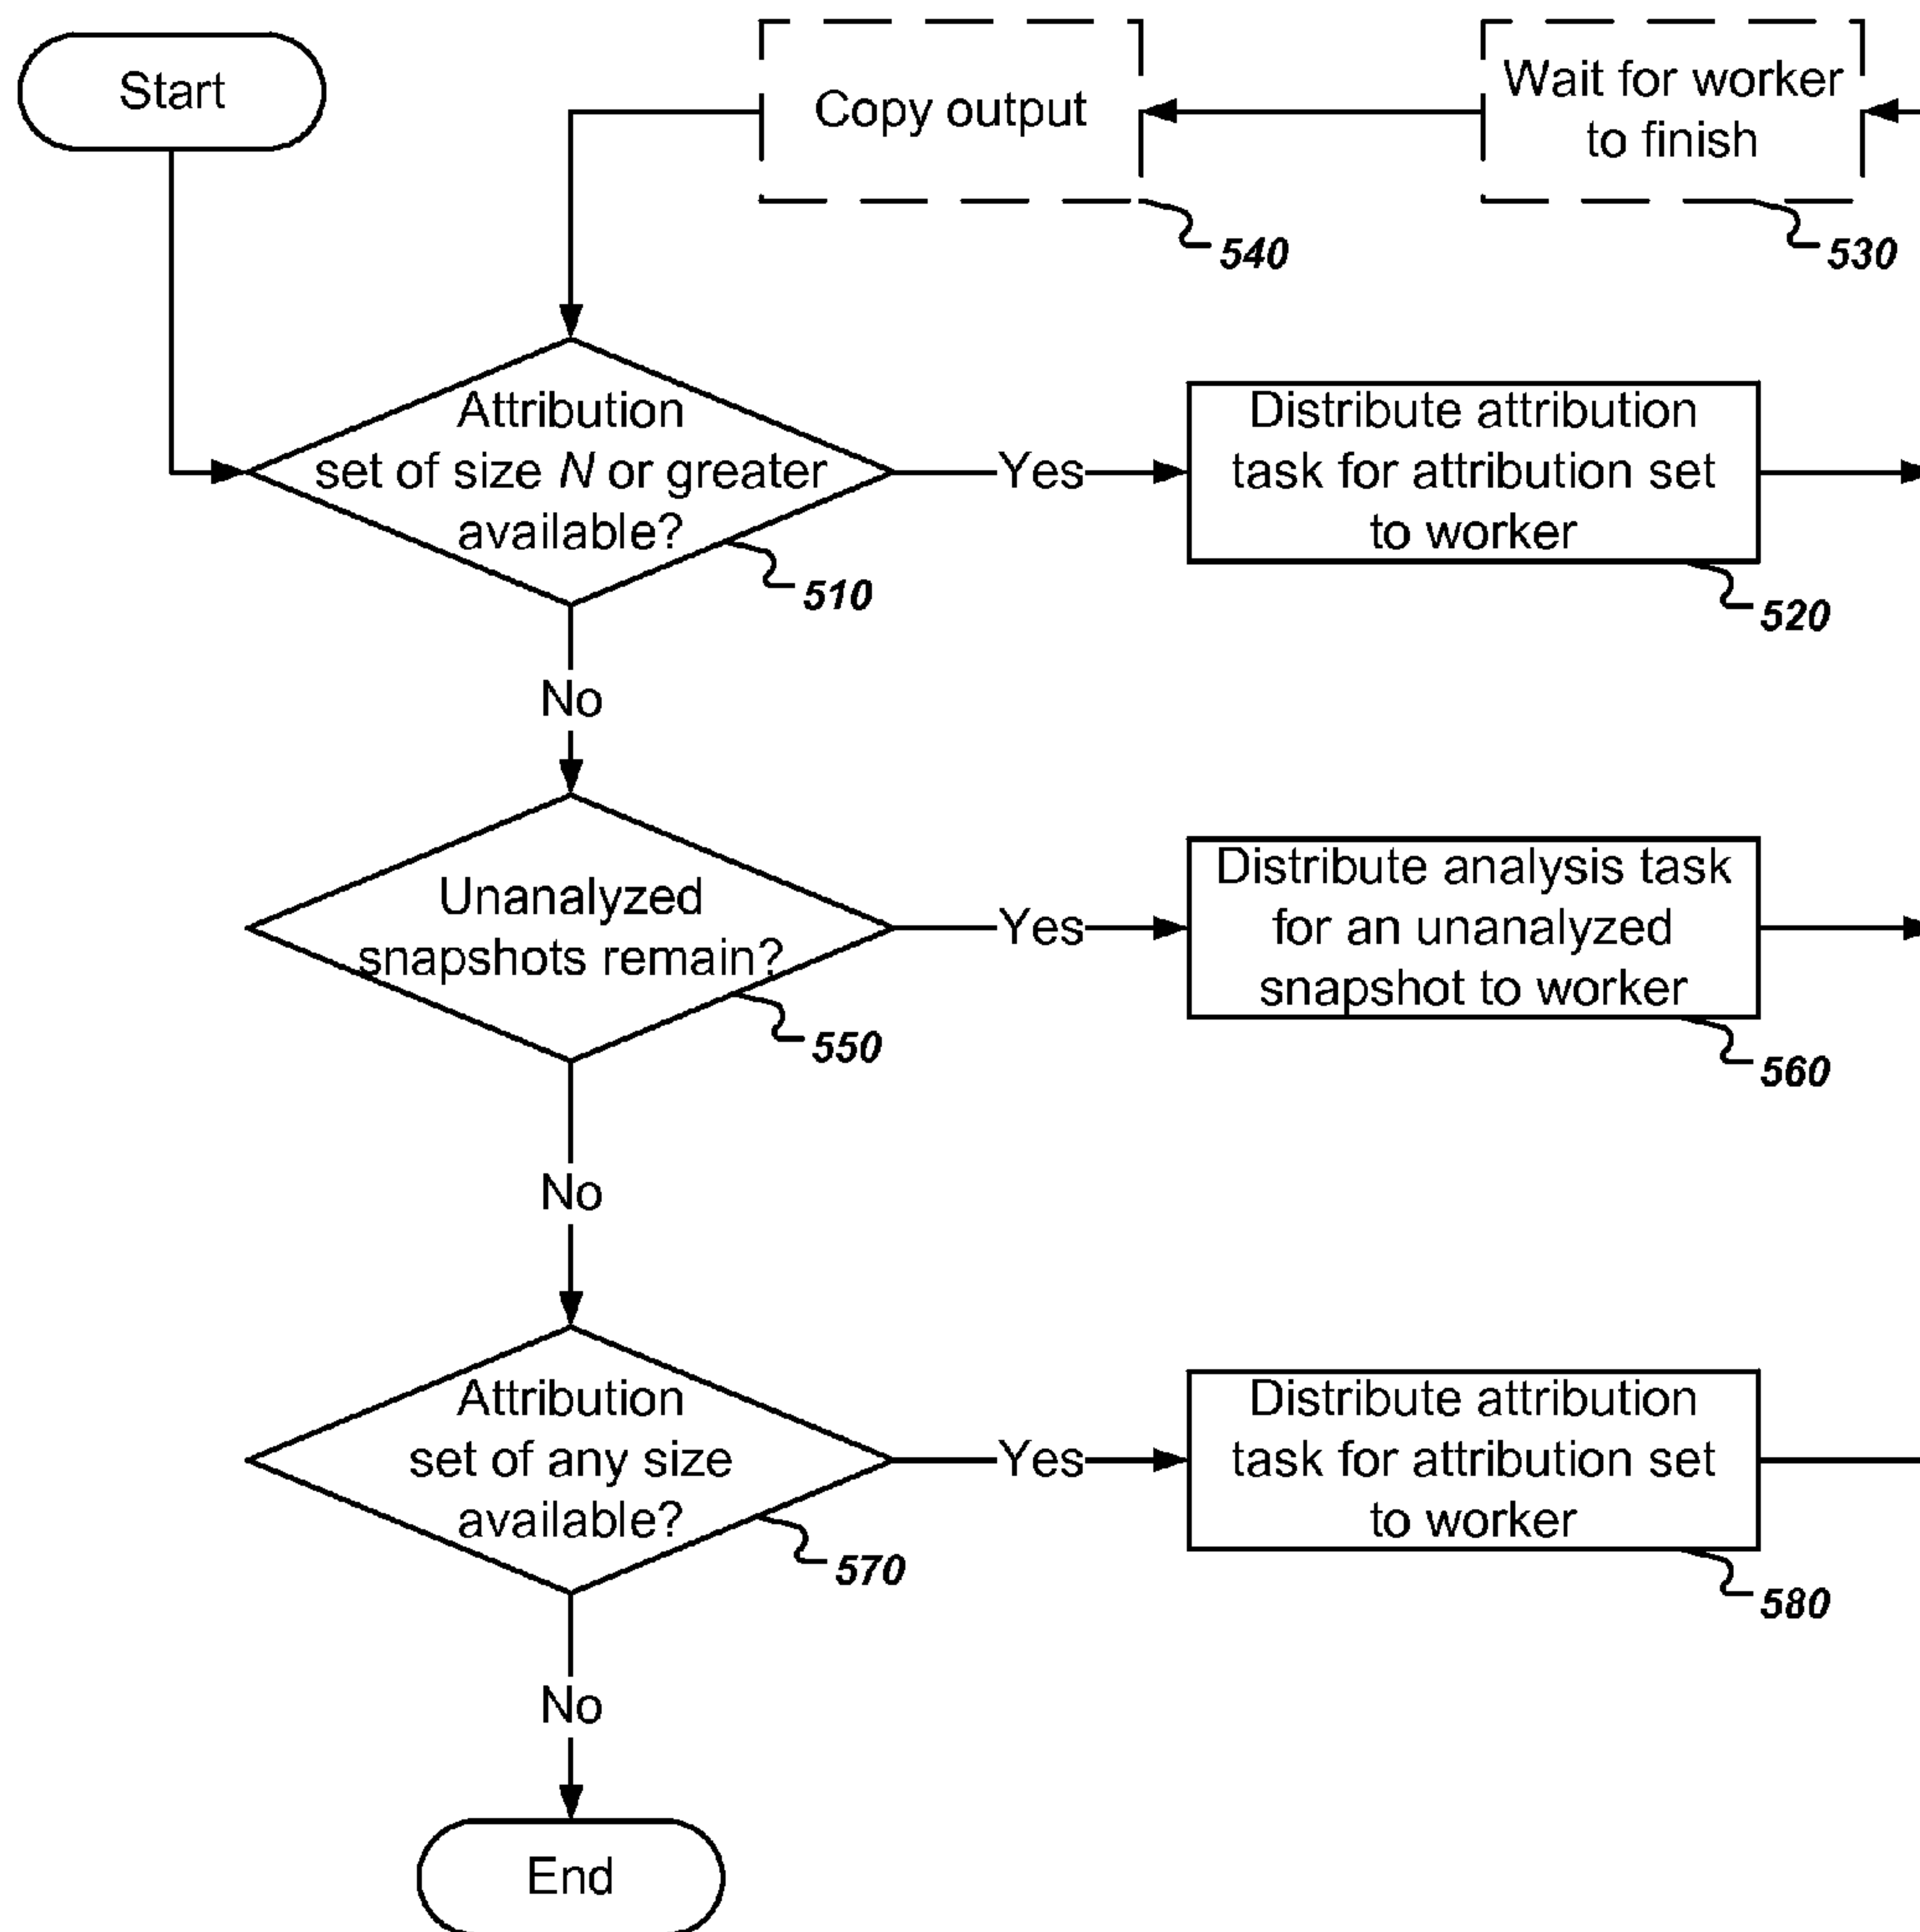 Start
Copy output
540
Wait for worker
to finish
530
Attribution
set of size N or greater
available?
510
Yes
Distribute attribution
task for attribution set
to worker
520
No
Unanalyzed
snapshots remain?
550
Yes
Distribute analysis task
for an unanalyzed
snapshot to worker
560
No
Attribution
set of any size
available?
570
Yes
Distribute attribution
task for attribution set
to worker
580
No
End